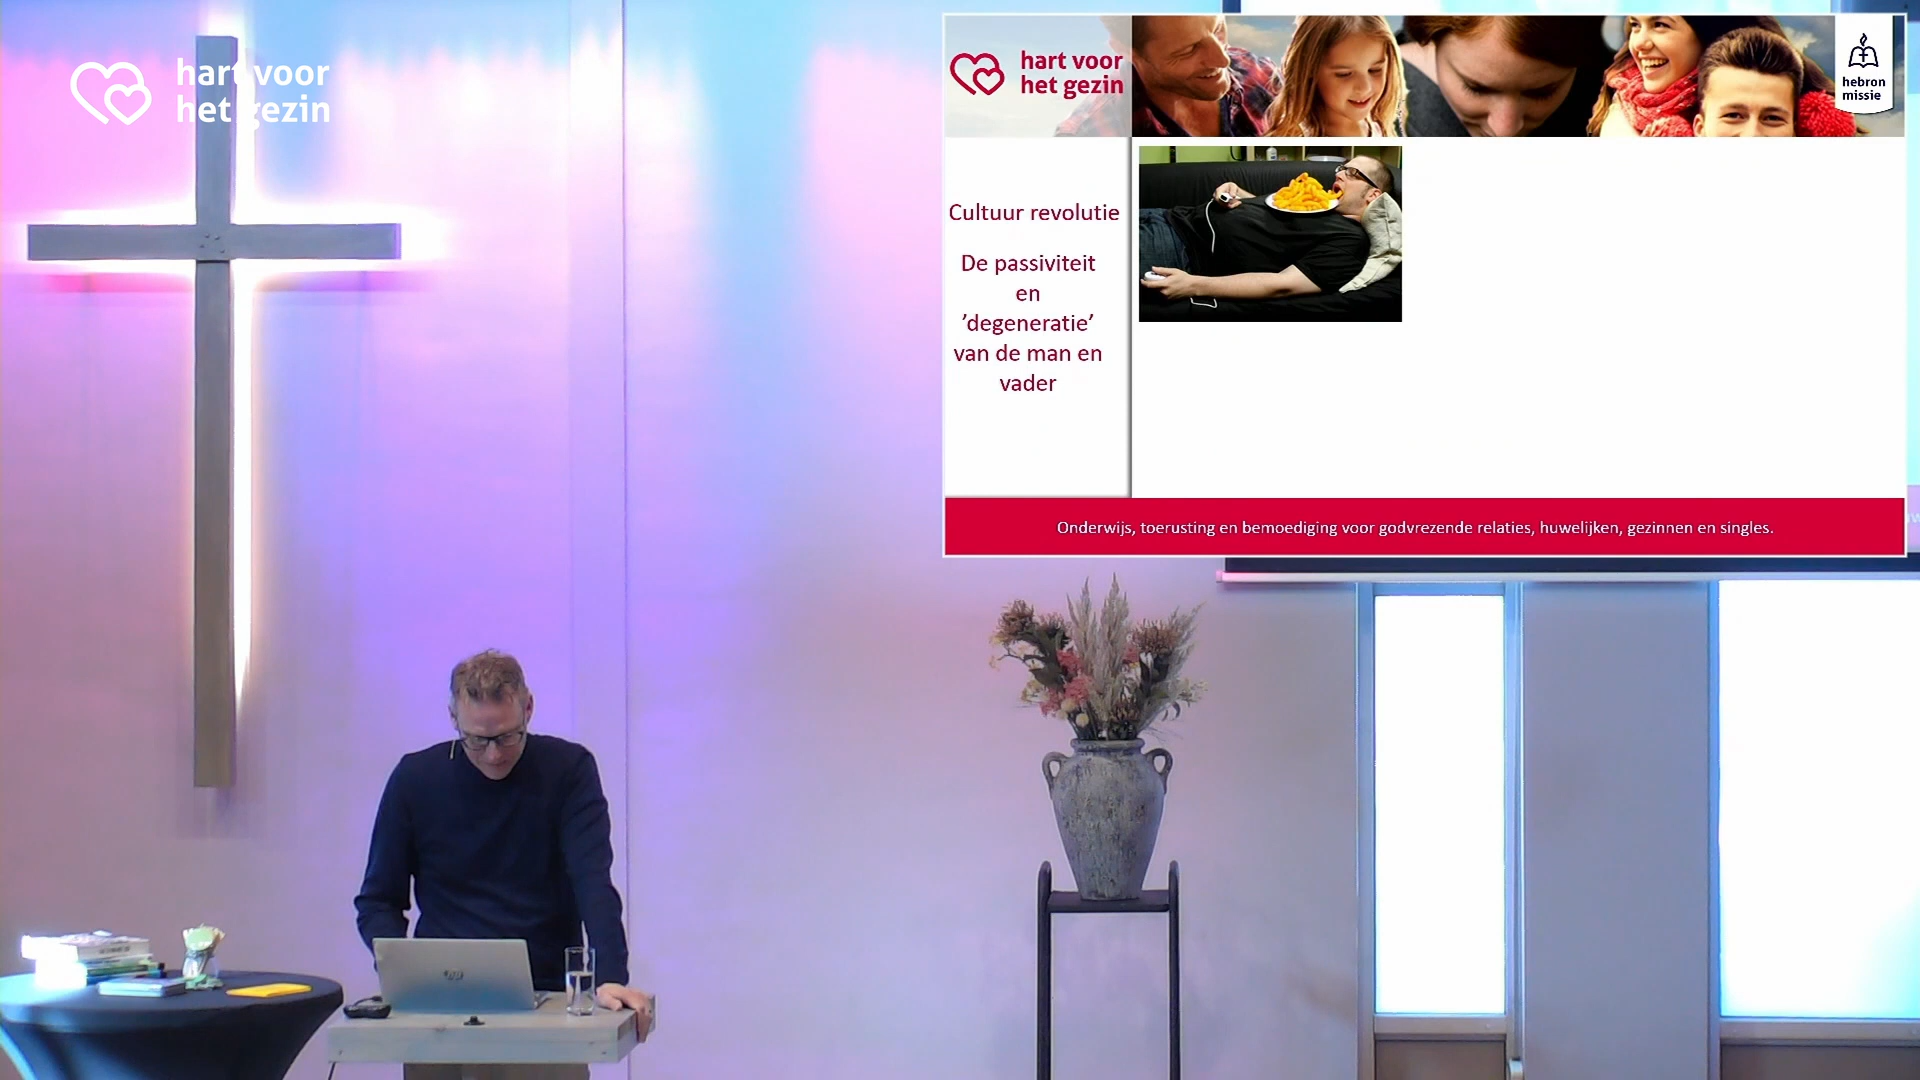 hart voor
het gezin
hart voor
het gezin
hebron
missie
Cultuur revolutie
De passiviteit
en
’degeneratie’
van de man en
vader
Onderwijs, toerusting en bemoediging voor godvrezende relaties, huwelijken, gezinnen en singles.
hp